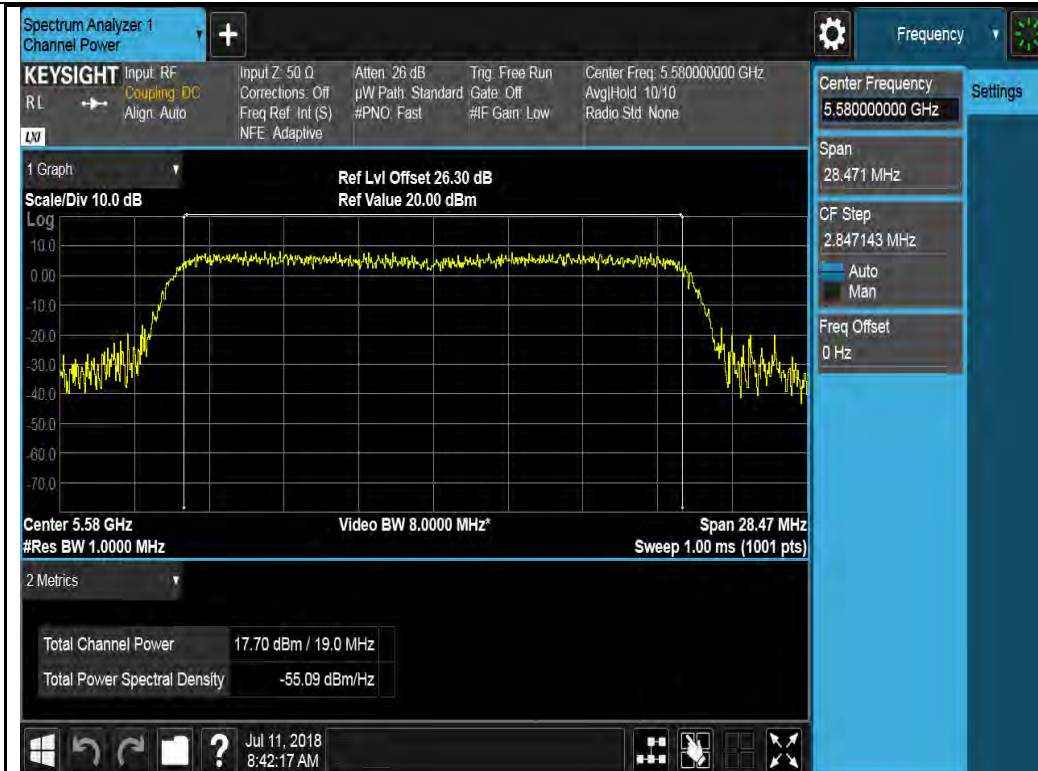 Spectrum Analyzer 1
Channel Power
+
Frequency
KEYSIGHT
R L
LXI
Input: RF
Coupling: DC
Align: Auto
Input Z: 50 Ω
Corrections: Off
Freq Ref: Int (S)
NFE: Adaptive
Atten: 26 dB
µW Path: Standard
#PNO: Fast
Trig: Free Run
Gate: Off
#IF Gain: Low
Center Freq: 5.580000000 GHz
Avg|Hold: 10/10
Radio Std: None
Center Frequency
5.580000000 GHz
Settings
Span
28.471 MHz
CF Step
2.847143 MHz
Auto
Man
Freq Offset
0 Hz
1 Graph
Scale/Div 10.0 dB
Ref Lvl Offset 26.30 dB
Ref Value 20.00 dBm
Log
10.0
0.00
-10.0
-20.0
-30.0
-40.0
-50.0
-60.0
-70.0
Center 5.58 GHz
#Res BW 1.0000 MHz
Video BW 8.0000 MHz*
Span 28.47 MHz
Sweep 1.00 ms (1001 pts)
2 Metrics
Total Channel Power 17.70 dBm / 19.0 MHz
Total Power Spectral Density -55.09 dBm/Hz
?
Jul 11, 2018
8:42:17 AM